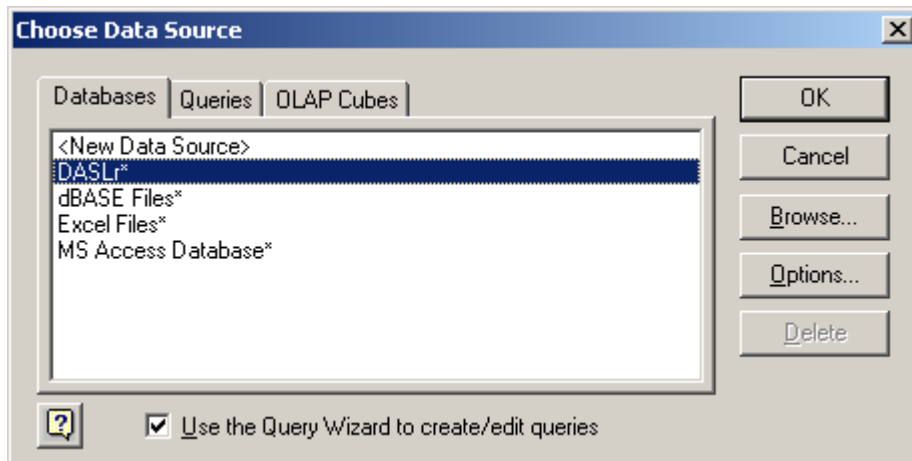 Choose Data Source
Databases Queries OLAP Cubes
<New Data Source>
DASLr*
dBASE Files*
Excel Files*
MS Access Database*
OK
Cancel
Browse...
Options...
Delete
Use the Query Wizard to create/edit queries